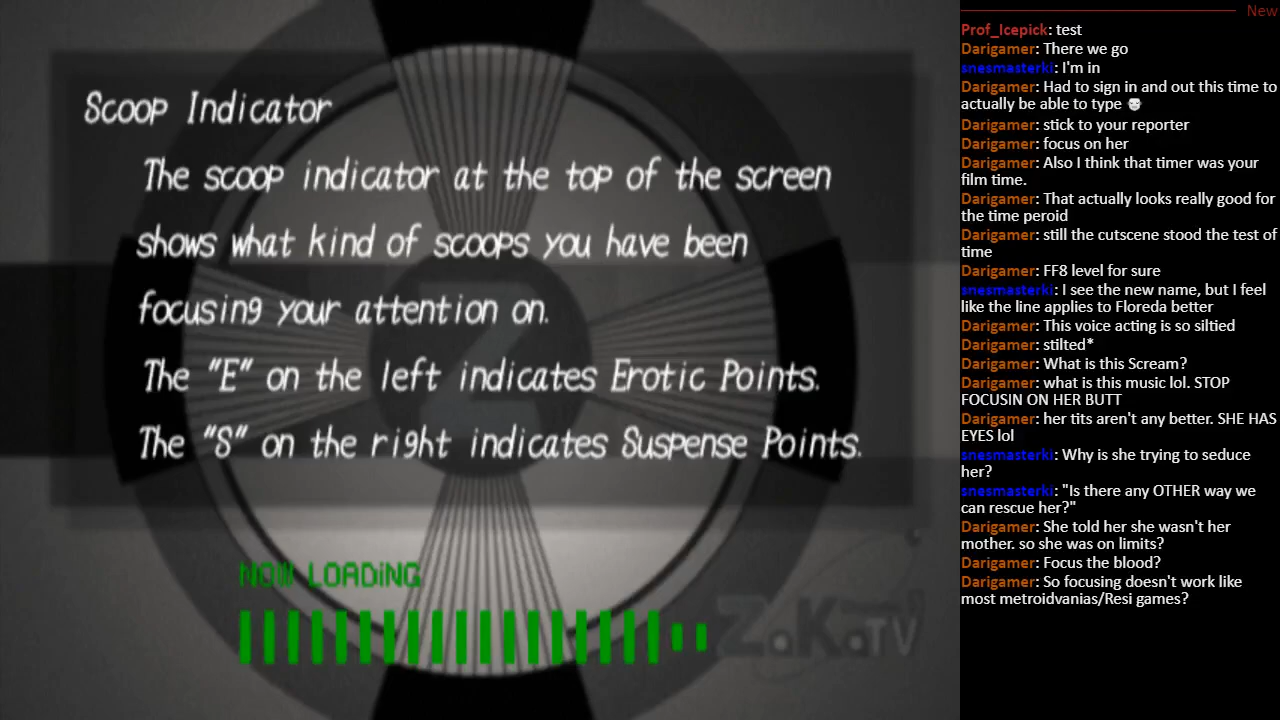 Scoop Indicator
The scoop indicator at the top of the screen
shows what kind of scoops you have been
focusing your attention on.
The "E" on the left indicates Erotic Points.
The "S" on the right indicates Suspense Points.
NOW LOADiNG
ZaKa TV
New
Prof_Icepick: test
Darigamer: There we go
snesmasterki: I'm in
Darigamer: Had to sign in and out this time to
actually be able to type
Darigamer: stick to your reporter
Darigamer: focus on her
Darigamer: Also I think that timer was your
film time.
Darigamer: That actually looks really good for
the time peroid
Darigamer: still the cutscene stood the test of
time
Darigamer: FF8 level for sure
snesmasterki: I see the new name, but I feel
like the line applies to Floreda better
Darigamer: This voice acting is so siltied
Darigamer: stilted*
Darigamer: What is this Scream?
Darigamer: what is this music lol. STOP
FOCUSIN ON HER BUTT
Darigamer: her tits aren't any better. SHE HAS
EYES lol
snesmasterki: Why is she trying to seduce
her?
snesmasterki: "Is there any OTHER way we
can rescue her?"
Darigamer: She told her she wasn't her
mother. so she was on limits?
Darigamer: Focus the blood?
Darigamer: So focusing doesn't work like
most metroidvanias/Resi games?